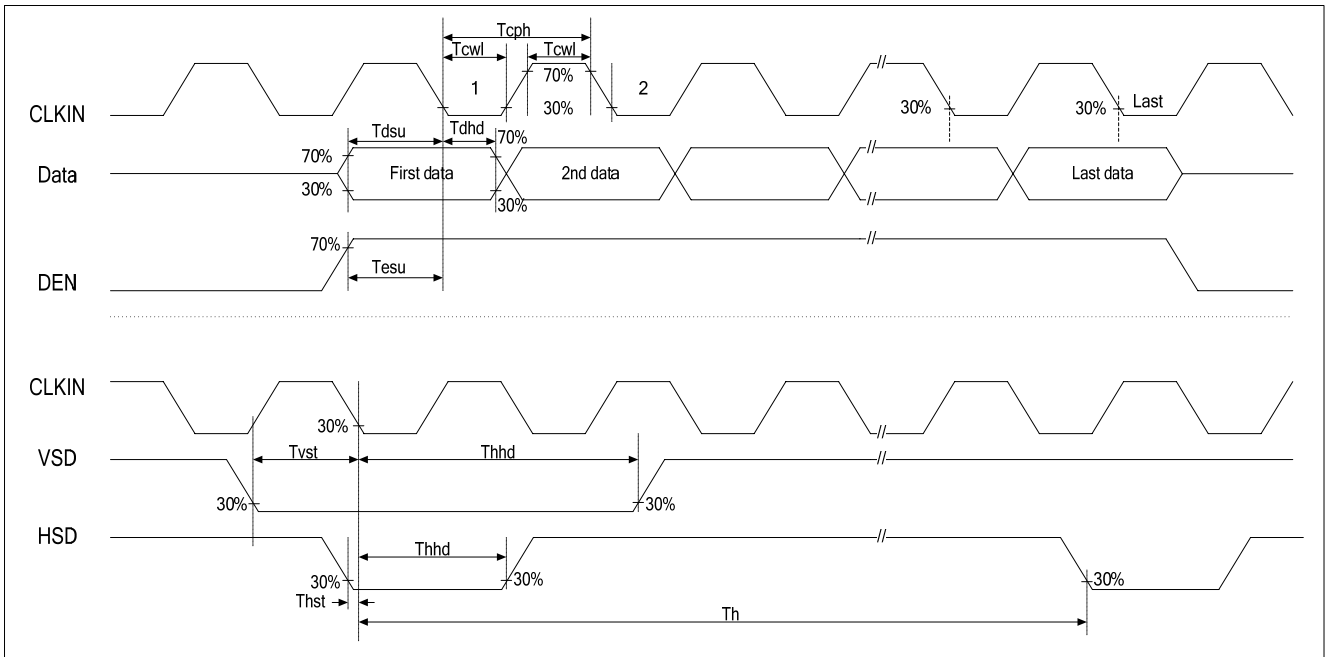 Tcph
Tcwl Tcwl
CLKIN 1 70% 30% 2 // 30% 30% Last
Tdsu Tdhd
Data 70% 30% First data 70% 30% 2nd data // // Last data
DEN 70% Tesu //
CLKIN 30% //
VSD 30% Tvst Thhd 30% //
HSD 30% Thhd 30% // 30%
Thst
Th